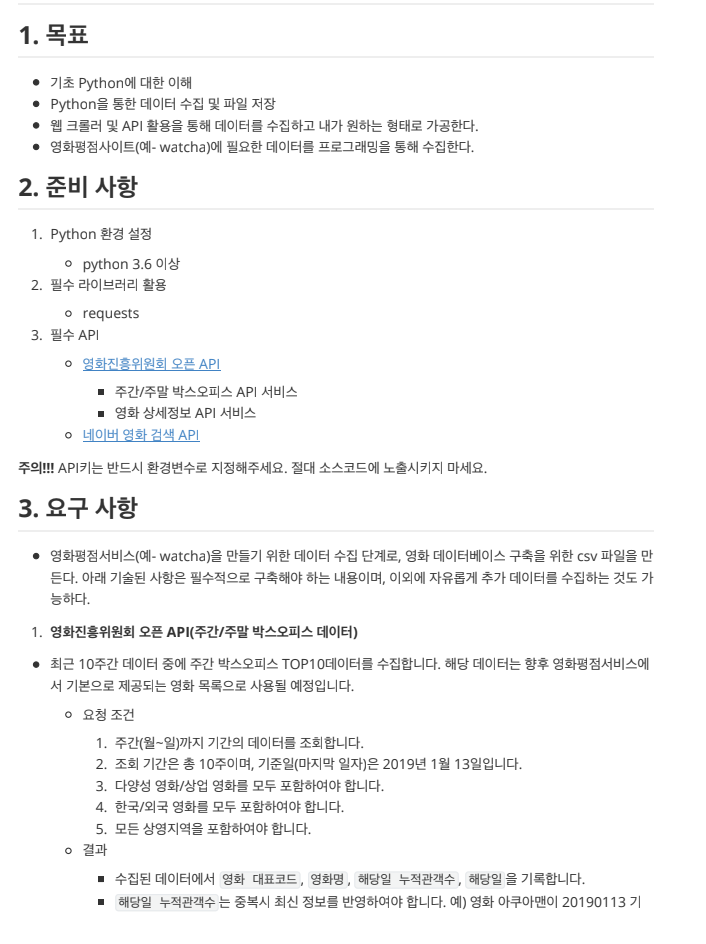 1. 목표
기초 Python에 대한 이해
Python을 통한 데이터 수집 및 파일 저장
웹 크롤러 및 API 활용을 통해 데이터를 수집하고 내가 원하는 형태로 가공한다.
영화평점사이트(예- watcha)에 필요한 데이터를 프로그래밍을 통해 수집한다.
2. 준비 사항
1. Python 환경 설정
python 3.6 이상
2. 필수 라이브러리 활용
requests
3. 필수 API
영화진흥위원회 오픈 API
주간/주말 박스오피스 API 서비스
영화 상세정보 API 서비스
네이버 영화 검색 API
주의!!! API키는 반드시 환경변수로 지정해주세요. 절대 소스코드에 노출시키지 마세요.
3. 요구 사항
영화평점서비스(예- watcha)을 만들기 위한 데이터 수집 단계로, 영화 데이터베이스 구축을 위한 csv 파일을 만
든다. 아래 기술된 사항은 필수적으로 구축해야 하는 내용이며, 이외에 자유롭게 추가 데이터를 수집하는 것도 가
능하다.
1. 영화진흥위원회 오픈 API(주간/주말 박스오피스 데이터)
최근 10주간 데이터 중에 주간 박스오피스 TOP10데이터를 수집합니다. 해당 데이터는 향후 영화평점서비스에
서 기본으로 제공되는 영화 목록으로 사용될 예정입니다.
요청 조건
1. 주간(월~일)까지 기간의 데이터를 조회합니다.
2. 조회 기간은 총 10주이며, 기준일(마지막 일자)은 2019년 1월 13일입니다.
3. 다양성 영화/상업 영화를 모두 포함하여야 합니다.
4. 한국/외국 영화를 모두 포함하여야 합니다.
5. 모든 상영지역을 포함하여야 합니다.
결과
수집된 데이터에서 영화 대표코드, 영화명, 해당일 누적관객수, 해당일을 기록합니다.
해당일 누적관객수는 중복시 최신 정보를 반영하여야 합니다. 예) 영화 아쿠아맨이 20190113 기